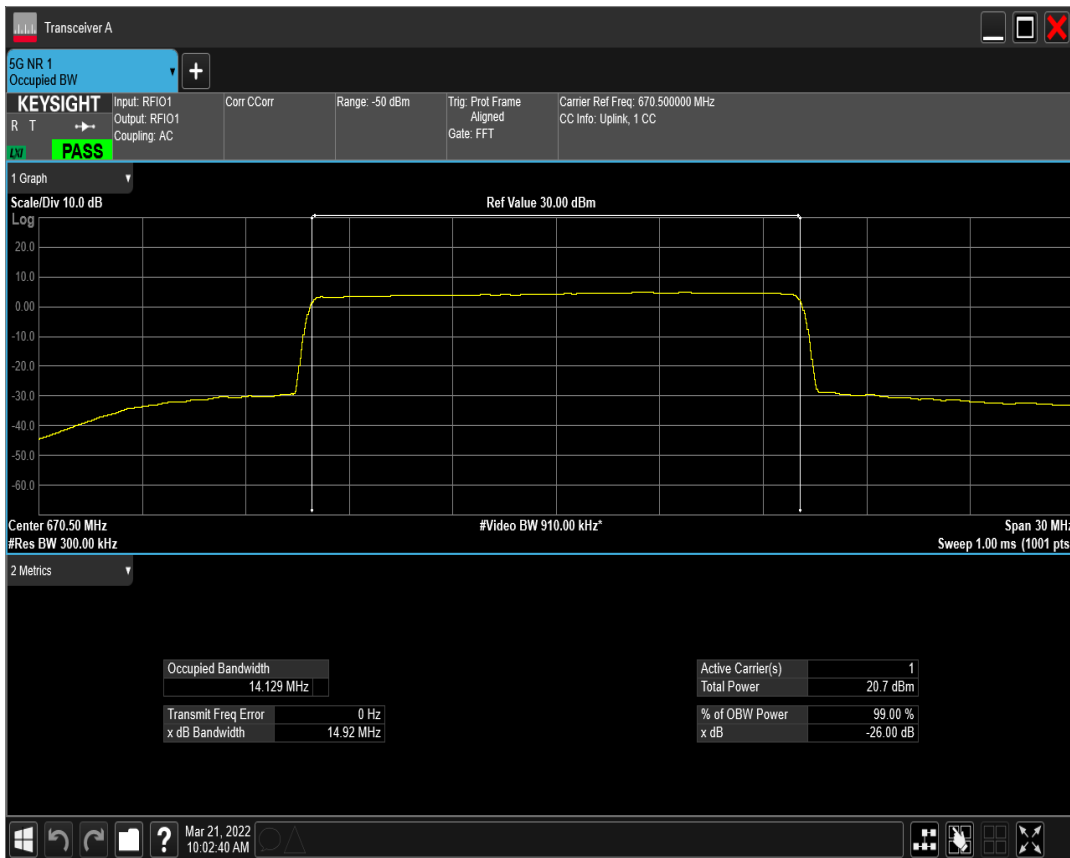 Transceiver A
5G NR 1
Occupied BW
+
KEYSIGHT
R T
LXI
PASS
Input: RFIO1
Output: RFIO1
Coupling: AC
Corr CCorr
Range: -50 dBm
Trig: Prot Frame
Aligned
Gate: FFT
Carrier Ref Freq: 670.500000 MHz
CC Info: Uplink, 1 CC
1 Graph
Scale/Div 10.0 dB
Ref Value 30.00 dBm
Log
20.0
10.0
0.00
-10.0
-20.0
-30.0
-40.0
-50.0
-60.0
Center 670.50 MHz
#Video BW 910.00 kHz*
Span 30 MHz
#Res BW 300.00 kHz
Sweep 1.00 ms (1001 pts
2 Metrics
Occupied Bandwidth
14.129 MHz
Transmit Freq Error 0 Hz
x dB Bandwidth 14.92 MHz
Active Carrier(s) 1
Total Power 20.7 dBm
% of OBW Power 99.00 %
x dB -26.00 dB
?
Mar 21, 2022
10:02:40 AM